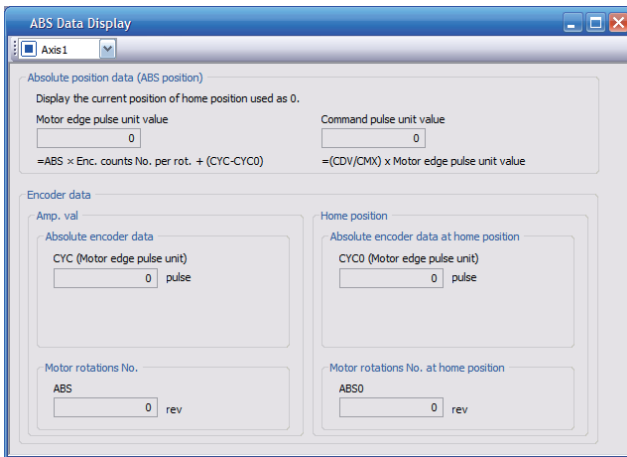 ABS Data Display
Axis1
Absolute position data (ABS position)
Display the current position of home position used as 0.
Motor edge pulse unit value
Command pulse unit value
0
0
=ABS × Enc. counts No. per rot. + (CYC-CYC0)
=(CDV/CMX) x Motor edge pulse unit value
Encoder data
Amp. val
Home position
Absolute encoder data
Absolute encoder data at home position
CYC (Motor edge pulse unit)
CYC0 (Motor edge pulse unit)
0 pulse
0 pulse
Motor rotations No.
Motor rotations No. at home position
ABS
ABS0
0 rev
0 rev